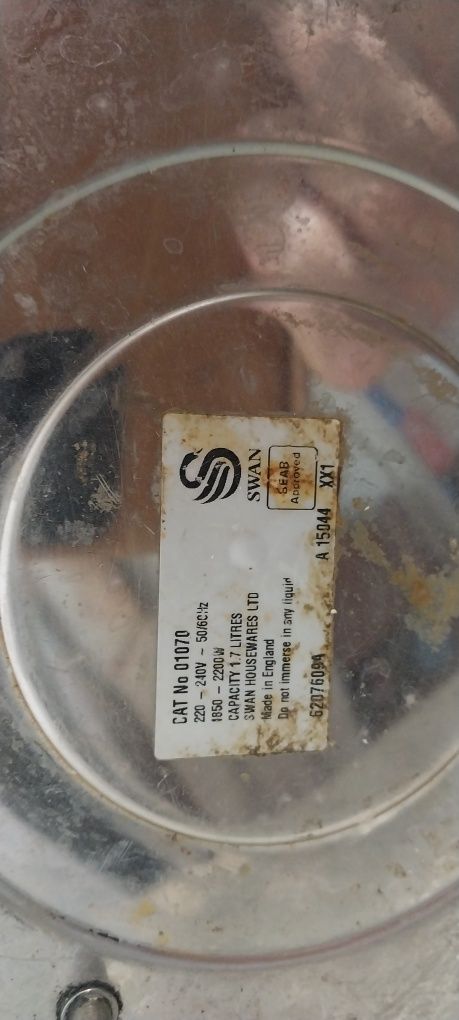 SWAN
SEAB
Approved
CAT No 01070
220 - 240V ~ 50/60Hz
1850 - 2200W
CAPACITY 1.7 LITRES
SWAN HOUSEWARES LTD
Made in England
Do not immerse in any liquid
62076094 A 15044 XX1